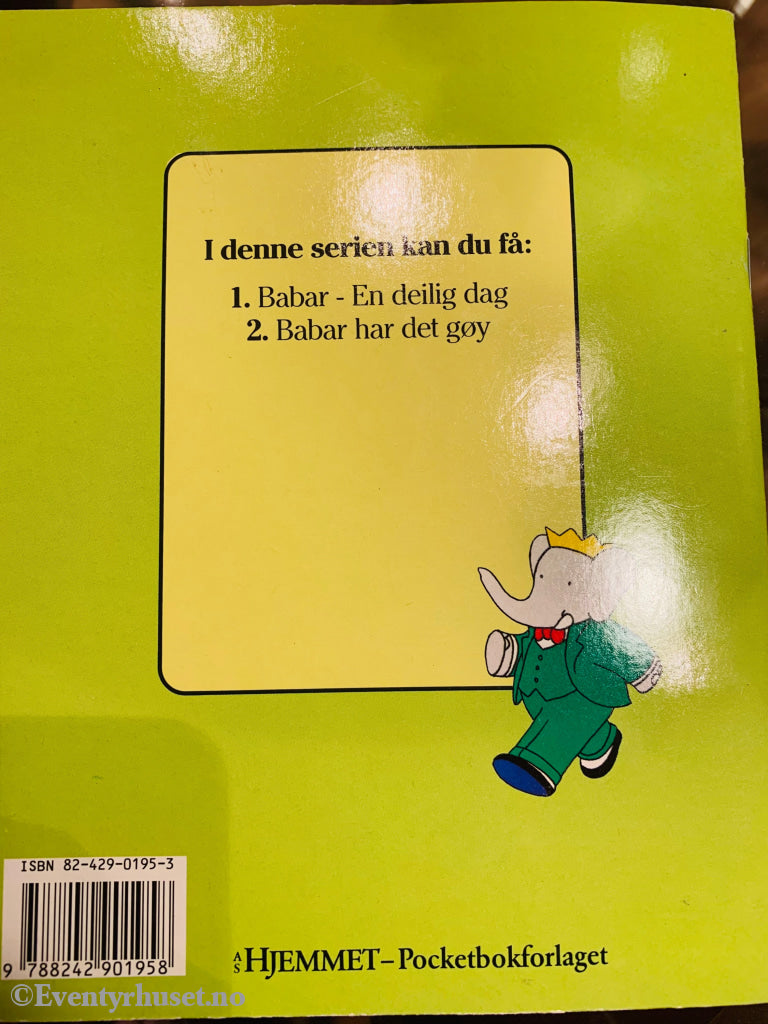 I denne serien kan du få:
1. Babar - En deilig dag
2. Babar har det gøy
ISBN 82-429-0195-3
9 788242 901958
A/S HJEMMET – Pocketbokforlaget
©Eventyrhuset.no